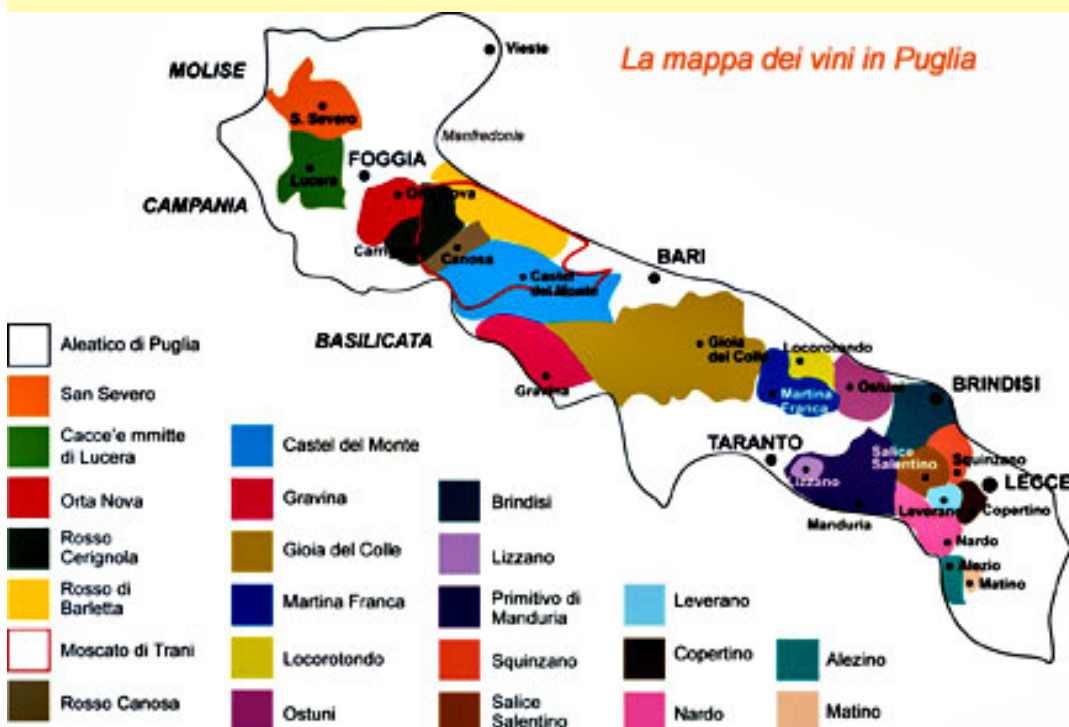 La mappa dei vini in Puglia
MOLISE
Vieste
S. Severo
Manfredonia
FOGGIA
Lucera
Orta Nova
CAMPANIA
Canosa
BARI
Castel
del Monte
BASILICATA
Gioia
del Colle
Locorotondo
Gravina
Martina
Franca
Ostuni
BRINDISI
TARANTO
Salice
Salentino
Squinzano
Lizzano
LECCE
Leverano
Copertino
Manduria
Nardo
Alezio
Matino
Aleatico di Puglia
San Severo
Cacce'e mmitte
di Lucera
Orta Nova
Rosso
Cerignola
Rosso di
Barletta
Moscato di Trani
Rosso Canosa
Castel del Monte
Gravina
Gioia del Colle
Martina Franca
Locorotondo
Ostuni
Brindisi
Lizzano
Primitivo di
Manduria
Squinzano
Salice
Salentino
Leverano
Copertino
Nardo
Alezino
Matino